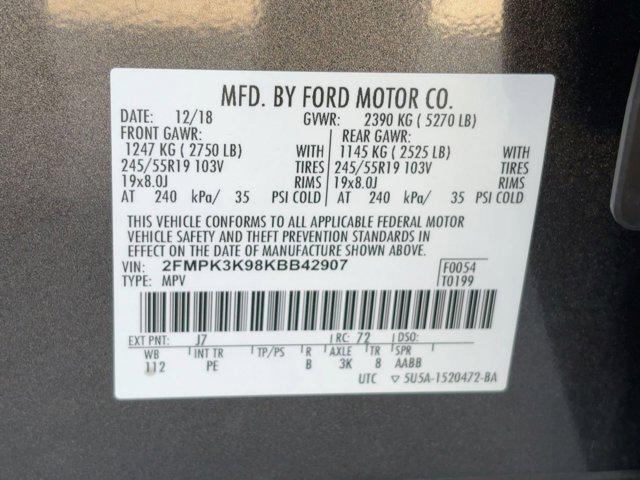 MFD. BY FORD MOTOR CO.
DATE: 12/18 GVWR: 2390 KG ( 5270 LB)
FRONT GAWR: REAR GAWR:
1247 KG ( 2750 LB) WITH 1145 KG ( 2525 LB) WITH
245/55R19 103V TIRES 245/55R19 103V TIRES
19x8.0J RIMS 19x8.0J RIMS
AT 240 kPa/ 35 PSI COLD AT 240 kPa/ 35 PSI COLD
THIS VEHICLE CONFORMS TO ALL APPLICABLE FEDERAL MOTOR
VEHICLE SAFETY AND THEFT PREVENTION STANDARDS IN
EFFECT ON THE DATE OF MANUFACTURE SHOWN ABOVE.
VIN: 2FMPK3K98KBB42907 F0054
TYPE: MPV T0199
EXT PNT: J7 RC: 72 DSO:
WB INT TR TP/PS R AXLE TR SPR
112 PE B 3K 8 AABB
UTC ▽ 5U5A-1520472-BA